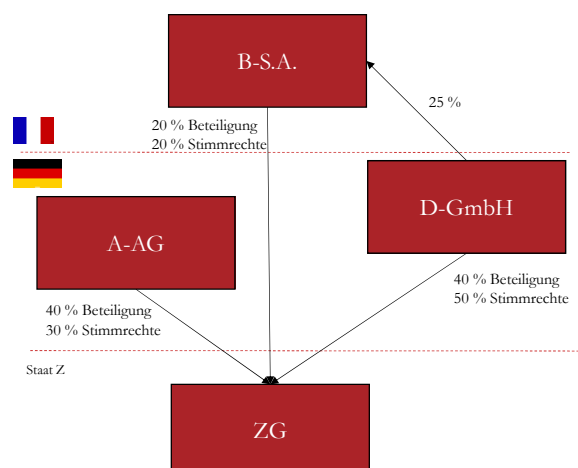 B-S.A.
25 %
20 % Beteiligung
20 % Stimmrechte
D-GmbH
A-AG
40 % Beteiligung
50 % Stimmrechte
40 % Beteiligung
30 % Stimmrechte
Staat Z
ZG